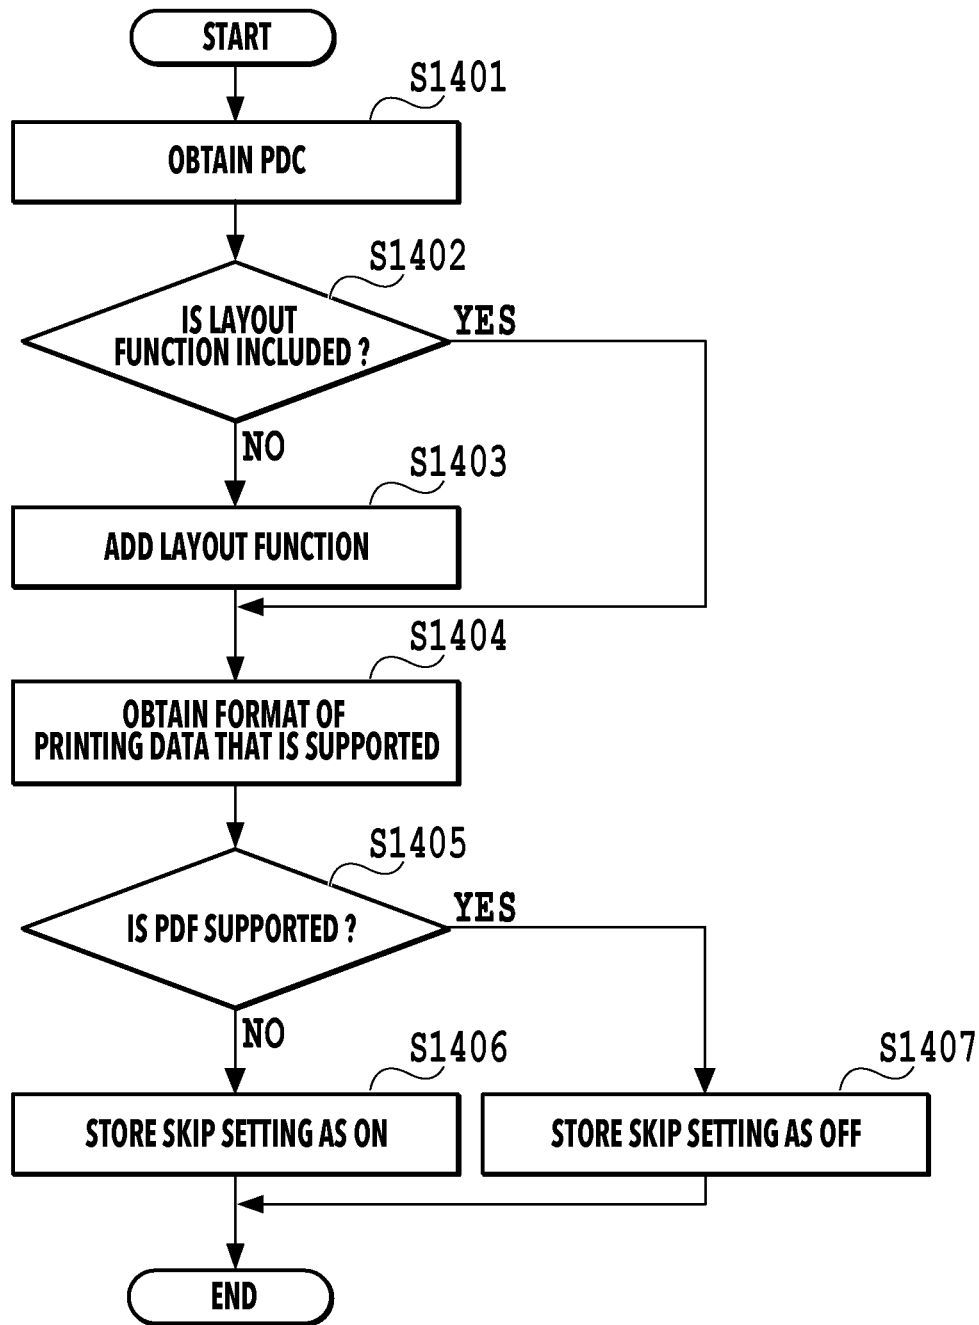 START
S1401
OBTAIN PDC
S1402
IS LAYOUT
FUNCTION INCLUDED ?
YES
NO
S1403
ADD LAYOUT FUNCTION
S1404
OBTAIN FORMAT OF
PRINTING DATA THAT IS SUPPORTED
S1405
IS PDF SUPPORTED ?
YES
NO
S1406
STORE SKIP SETTING AS ON
S1407
STORE SKIP SETTING AS OFF
END